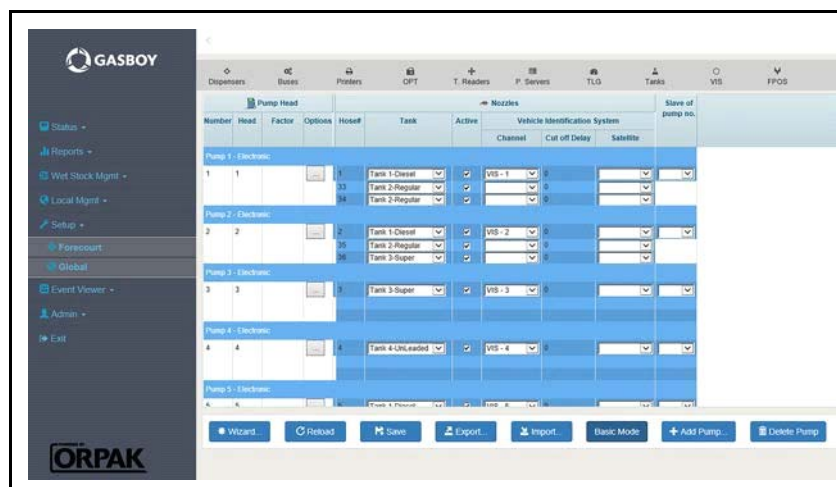 GASBOY
<
Dispensers Buses Printers OPT T. Readers P. Servers TLG Tanks VIS FPOS
Pump Head Nozzles Slave of pump no.
Number Head Factor Options Hose# Tank Active Vehicle Identification System
Channel Cut off Delay Satellite
Status
Reports
Wet Stock Mgmt
Local Mgmt
Setup
Forecourt
Global
Event Viewer
Admin
Exit
Pump 1 - Electronic
1 1 ... 1 Tank 1-Diesel VIS - 1 0
33 Tank 2-Regular 0
34 Tank 2-Regular 0
Pump 2 - Electronic
2 2 ... 2 Tank 1-Diesel VIS - 2 0
35 Tank 2-Regular 0
36 Tank 3-Super 0
Pump 3 - Electronic
3 3 ... 3 Tank 3-Super VIS - 3 0
Pump 4 - Electronic
4 4 ... 4 Tank 4-UnLeaded VIS - 4 0
Pump 5 - Electronic
Wizard... Reload Save Export... Import... Basic Mode Add Pump... Delete Pump
ORPAK